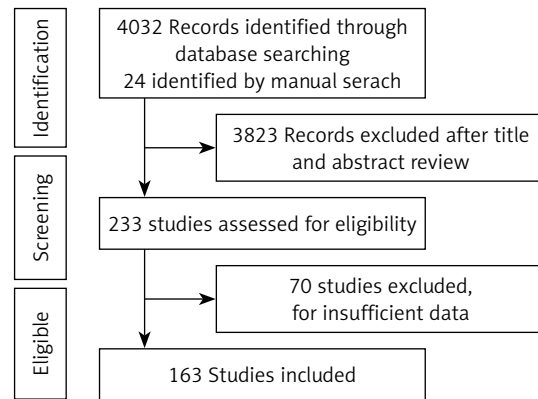 Identification
4032 Records identified through
database searching
24 identified by manual serach
3823 Records excluded after title
and abstract review
Screening
233 studies assessed for eligibility
70 studies excluded,
for insufficient data
Eligible
163 Studies included